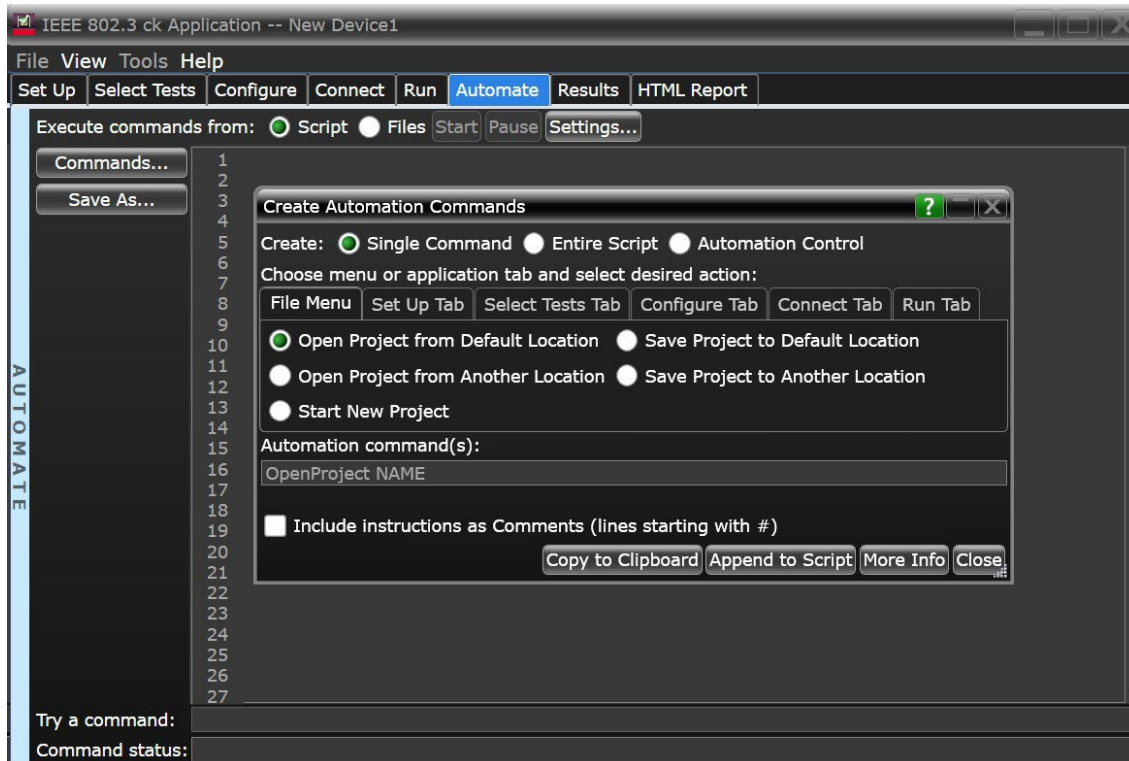 IEEE 802.3 ck Application -- New Device1
File View Tools Help
Set Up Select Tests Configure Connect Run Automate Results HTML Report
Execute commands from: Script Files Start Pause Settings...
Commands...
Save As...
AUTOMATE
1
2
3
4
5
6
7
8
9
10
11
12
13
14
15
16
17
18
19
20
21
22
23
24
25
26
27
Create Automation Commands ?
Create: Single Command Entire Script Automation Control
Choose menu or application tab and select desired action:
File Menu Set Up Tab Select Tests Tab Configure Tab Connect Tab Run Tab
Open Project from Default Location Save Project to Default Location
Open Project from Another Location Save Project to Another Location
Start New Project
Automation command(s):
OpenProject NAME
Include instructions as Comments (lines starting with #)
Copy to Clipboard Append to Script More Info Close
Try a command:
Command status: